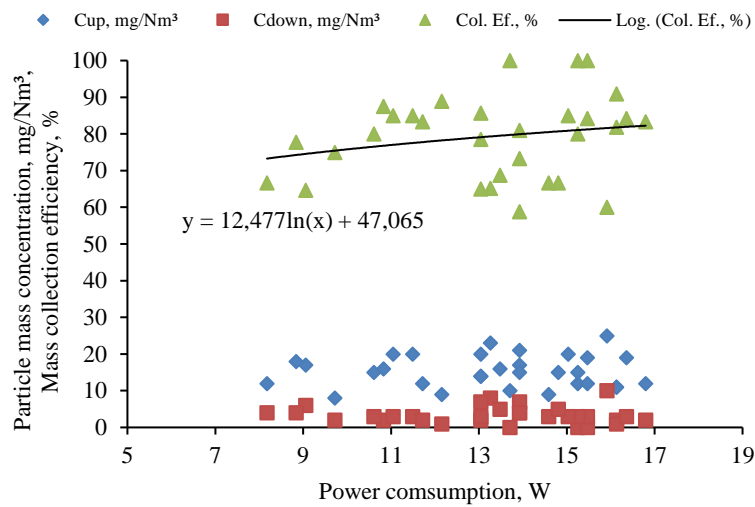 Cup, mg/Nm³ Cdown, mg/Nm³ Col. Ef., % Log. (Col. Ef., %)
Particle mass concentration, mg/Nm³,
Mass collection efficiency, %
100
90
80
70
60
50
40
30
20
10
0
y = 12,477ln(x) + 47,065
5 7 9 11 13 15 17 19
Power comsumption, W